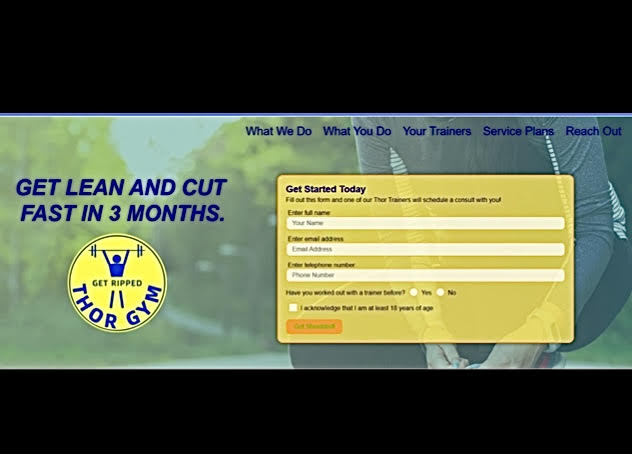 What We Do What You Do Your Trainers Service Plans Reach Out
GET LEAN AND CUT
FAST IN 3 MONTHS.
GET RIPPED
THOR GYM
Get Started Today
Fill out this form and one of our Thor Trainers will schedule a consult with you!
Enter full name
Your Name
Enter email address
Email Address
Enter telephone number
Phone Number
Have you worked out with a trainer before? Yes No
I acknowledge that I am at least 18 years of age
Get Shredded!